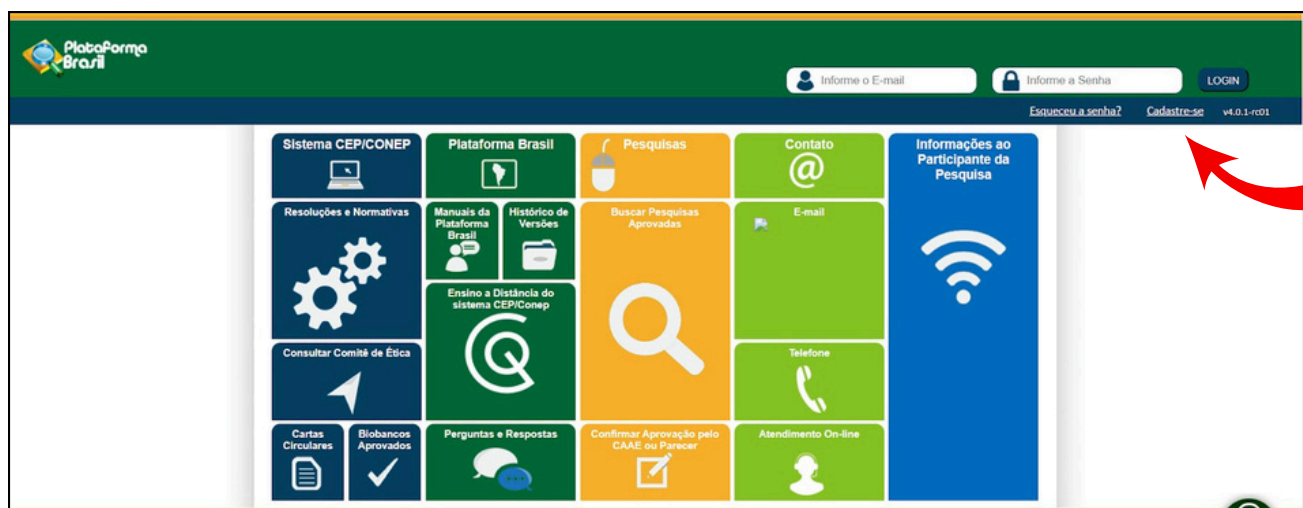 Plataforma
Brasil
Informe o E-mail
Informe a Senha
LOGIN
Esqueceu a senha?
Cadastre-se
v4.0.1-rc01
Sistema CEP/CONEP
Plataforma Brasil
Pesquisas
Contato
@
Informações ao
Participante da
Pesquisa
Resoluções e Normativas
Manuais da
Plataforma
Brasil
Histórico de
Versões
Buscar Pesquisas
Aprovadas
E-mail
Ensino a Distância do
sistema CEP/Conep
Consultar Comitê de Ética
Telefone
Cartas
Circulares
Biobancos
Aprovados
Perguntas e Respostas
Confirmar Aprovação pelo
CAAE ou Parecer
Atendimento On-line